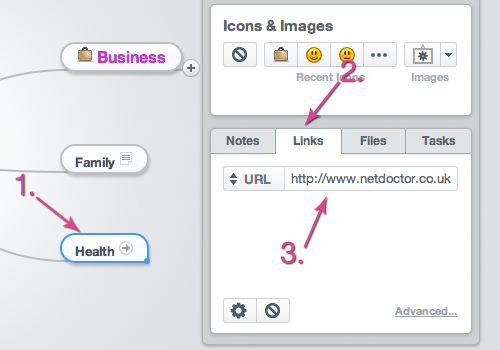 Icons & Images
Business
2.
Recent Icons
Images
Notes
Links
Files
Tasks
Family
URL
http://www.netdoctor.co.uk
1.
Health
3.
Advanced...